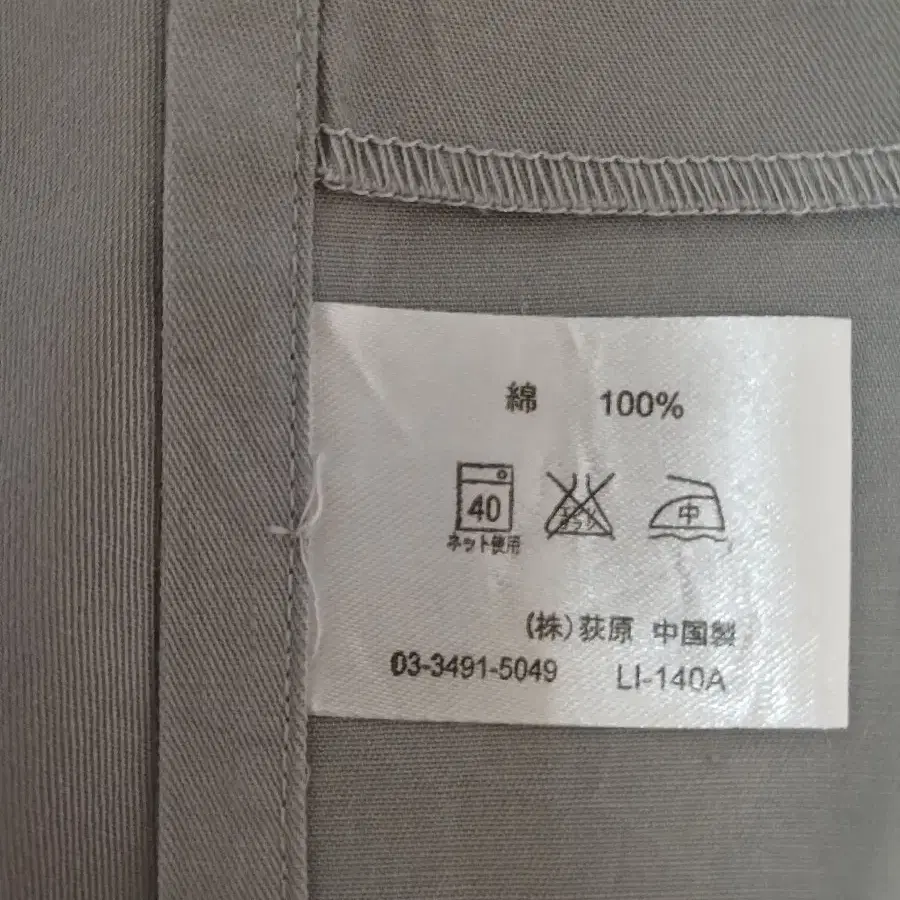 綿 100%
40 中
ネット使用
(株)荻原 中国製
03-3491-5049 LI-140A